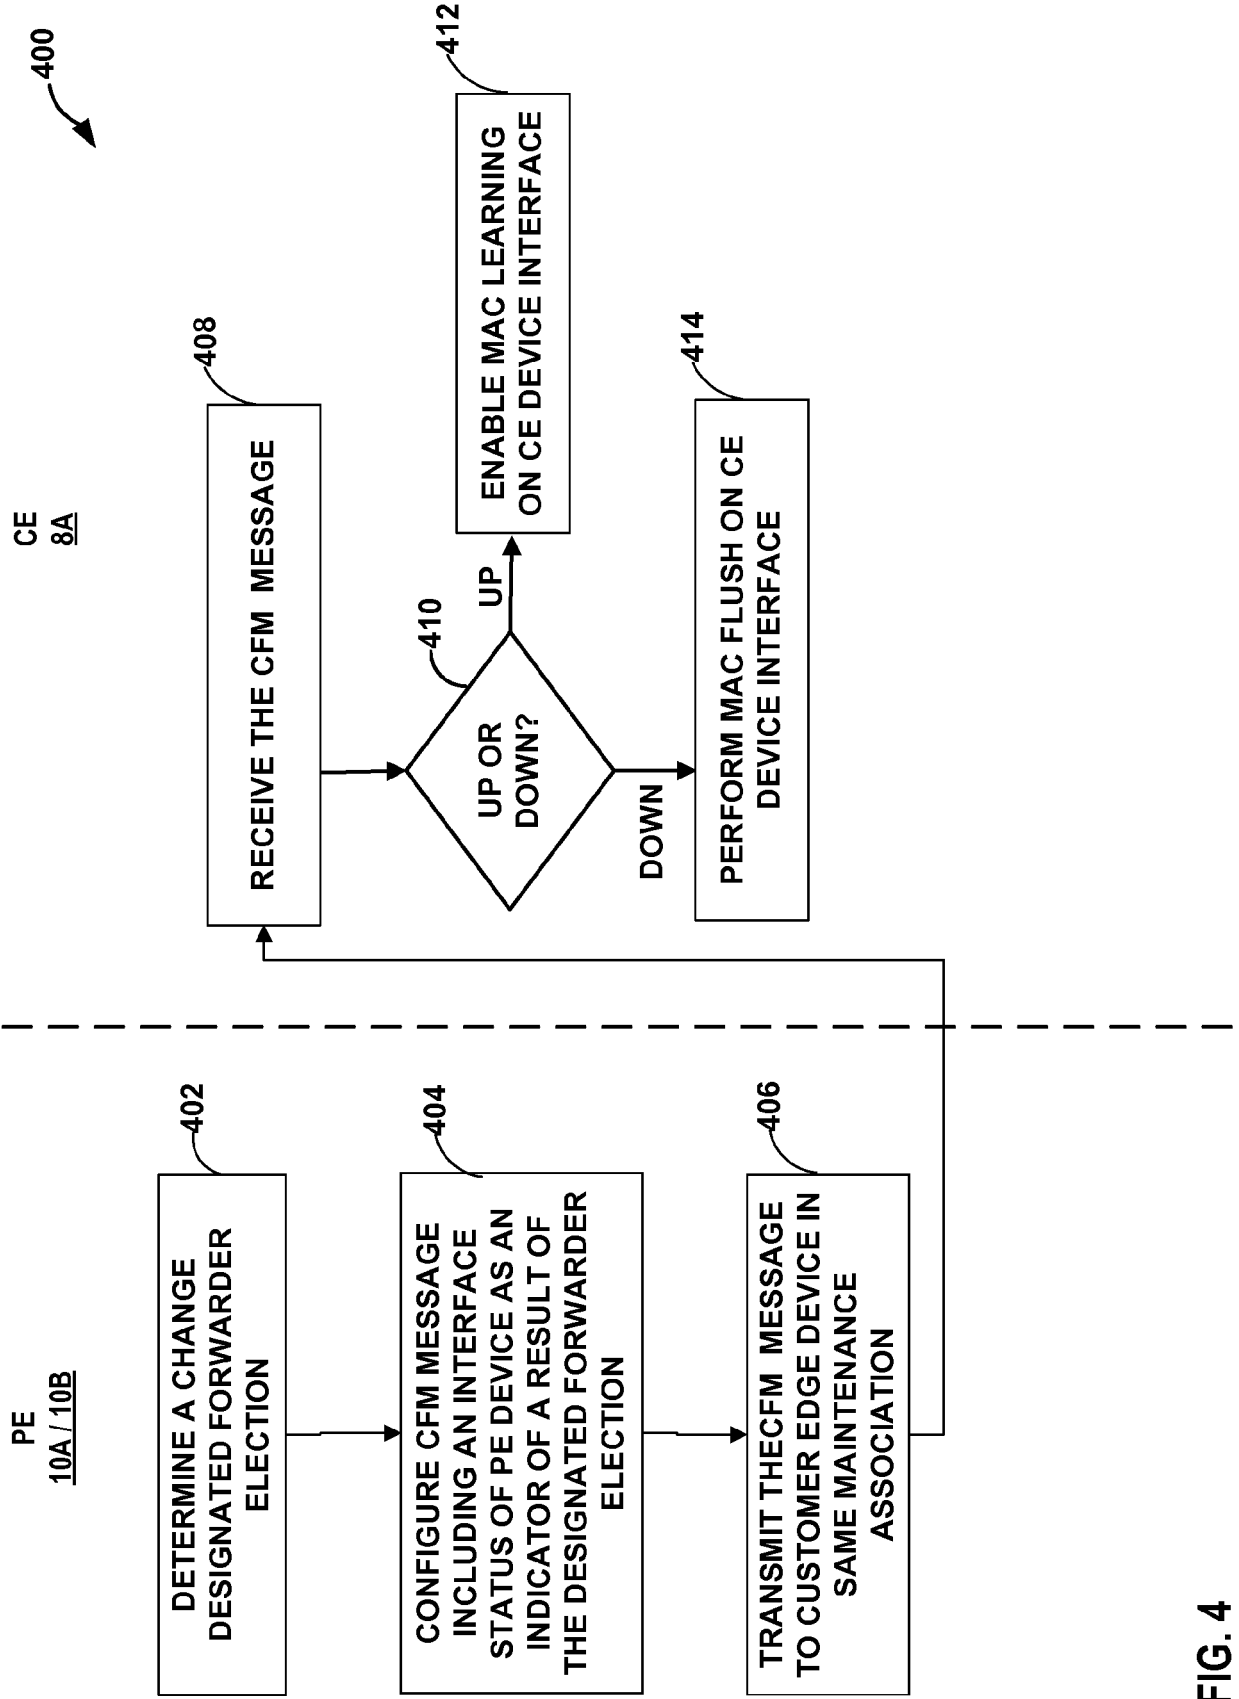 400
PE
10A / 10B
CE
8A
402
DETERMINE A CHANGE
DESIGNATED FORWARDER
ELECTION
404
CONFIGURE CFM MESSAGE
INCLUDING AN INTERFACE
STATUS OF PE DEVICE AS AN
INDICATOR OF A RESULT OF
THE DESIGNATED FORWARDER
ELECTION
406
TRANSMIT THECFM MESSAGE
TO CUSTOMER EDGE DEVICE IN
SAME MAINTENANCE
ASSOCIATION
408
RECEIVE THE CFM MESSAGE
410
UP OR
DOWN?
UP
412
ENABLE MAC LEARNING
ON CE DEVICE INTERFACE
DOWN
414
PERFORM MAC FLUSH ON CE
DEVICE INTERFACE
FIG. 4